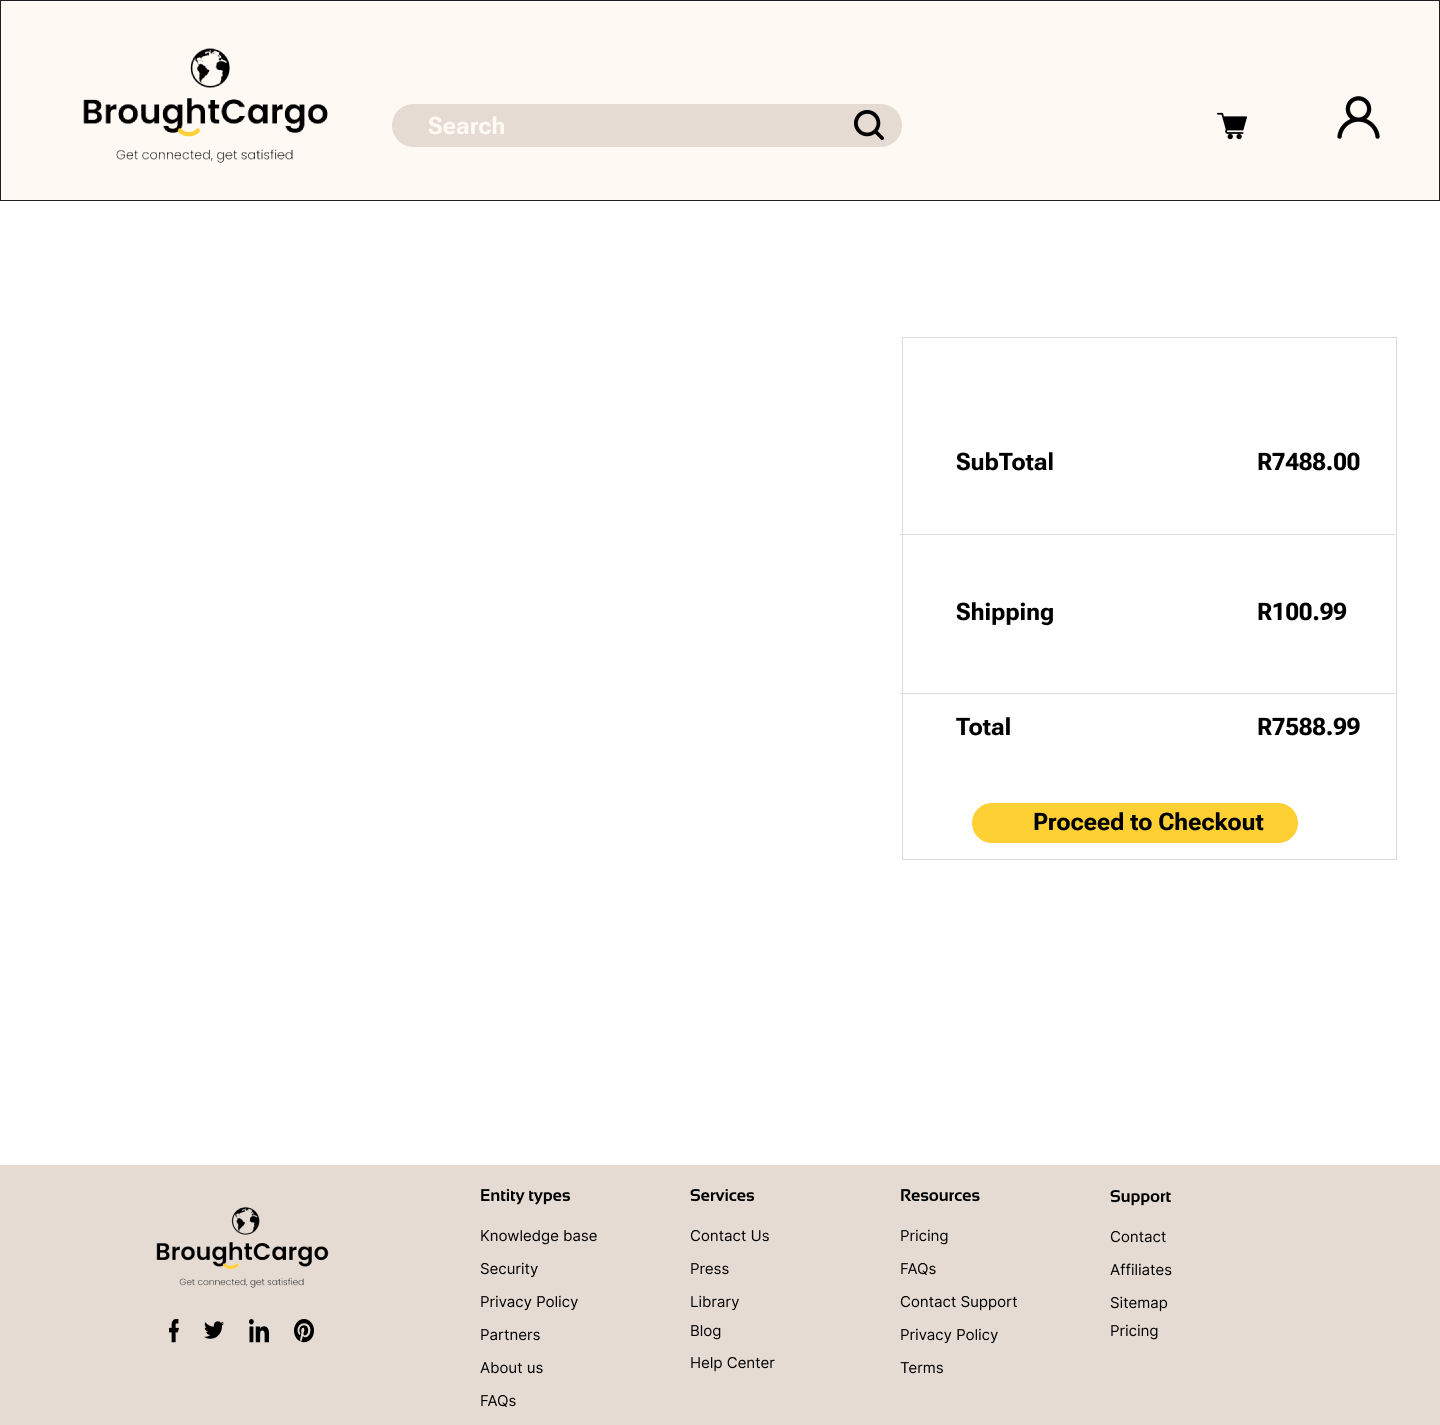 BroughtCargo
Get connected, get satisfied
Search
SubTotal R7488.00
Shipping R100.99
Total R7588.99
Proceed to Checkout
BroughtCargo
Get connected, get satisfied
Entity types
Knowledge base
Security
Privacy Policy
Partners
About us
FAQs
Services
Contact Us
Press
Library
Blog
Help Center
Resources
Pricing
FAQs
Contact Support
Privacy Policy
Terms
Support
Contact
Affiliates
Sitemap
Pricing